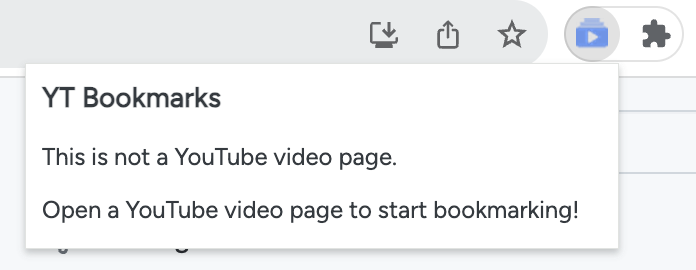 YT Bookmarks
This is not a YouTube video page.
Open a YouTube video page to start bookmarking!